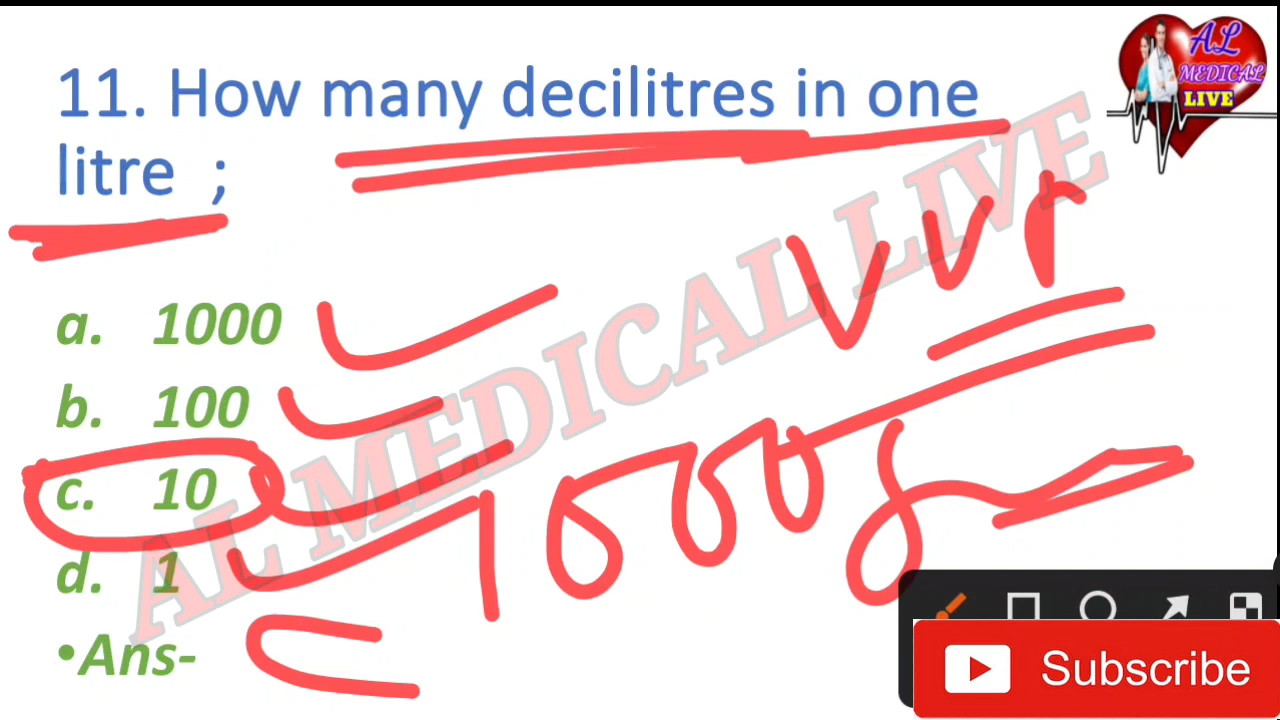 11. How many decilitres in one
litre ;
a. 1000
b. 100
c. 10
d. 1
•Ans- C
AL
MEDICAL
LIVE
AL MEDICAL LIVE
Subscribe